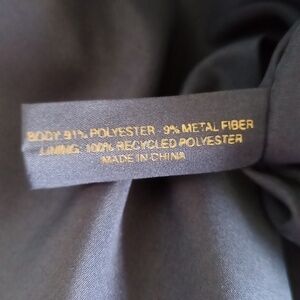 BODY 91% POLYESTER - 9% METAL FIBER
LINING 100% RECYCLED POLYESTER
MADE IN CHINA